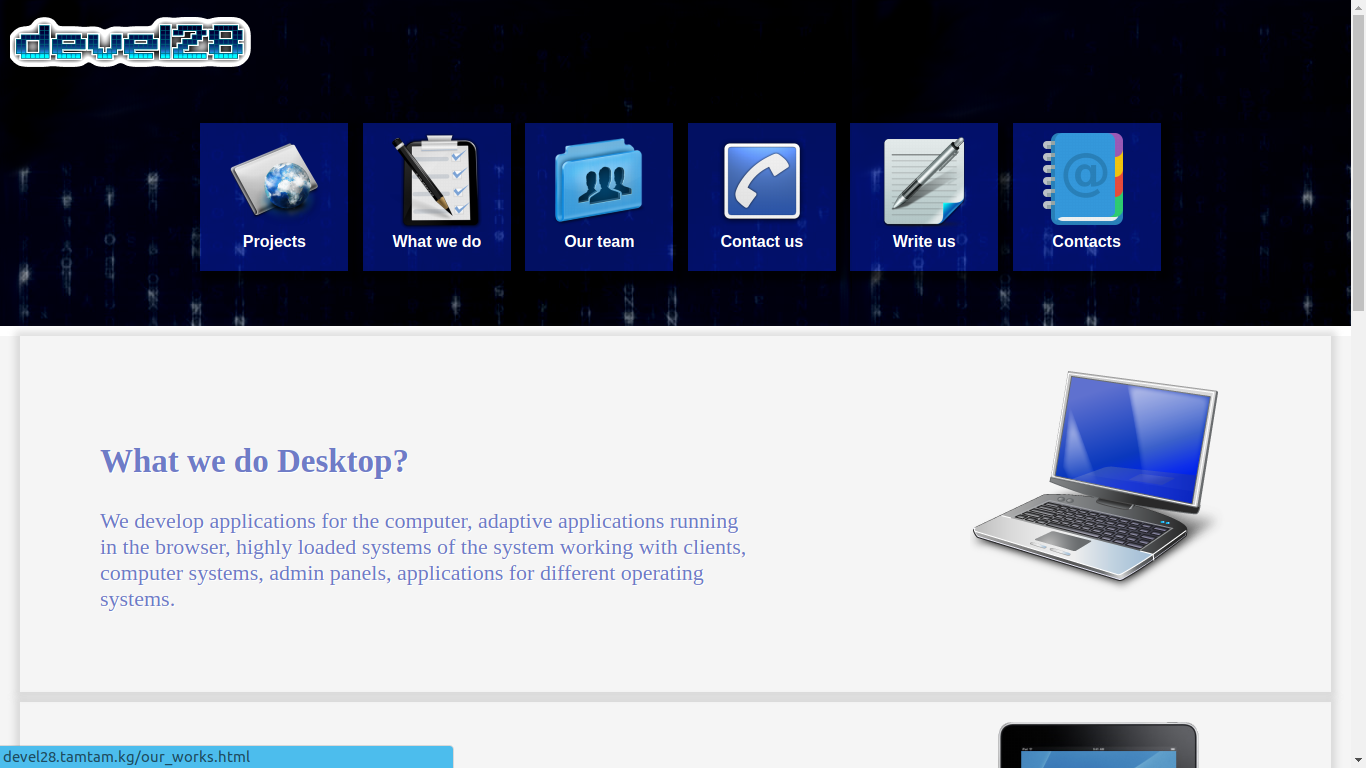 devel28
Projects
What we do
Our team
Contact us
Write us
Contacts
@
What we do Desktop?
We develop applications for the computer, adaptive applications running
in the browser, highly loaded systems of the system working with clients,
computer systems, admin panels, applications for different operating
systems.
devel28.tamtam.kg/our_works.html